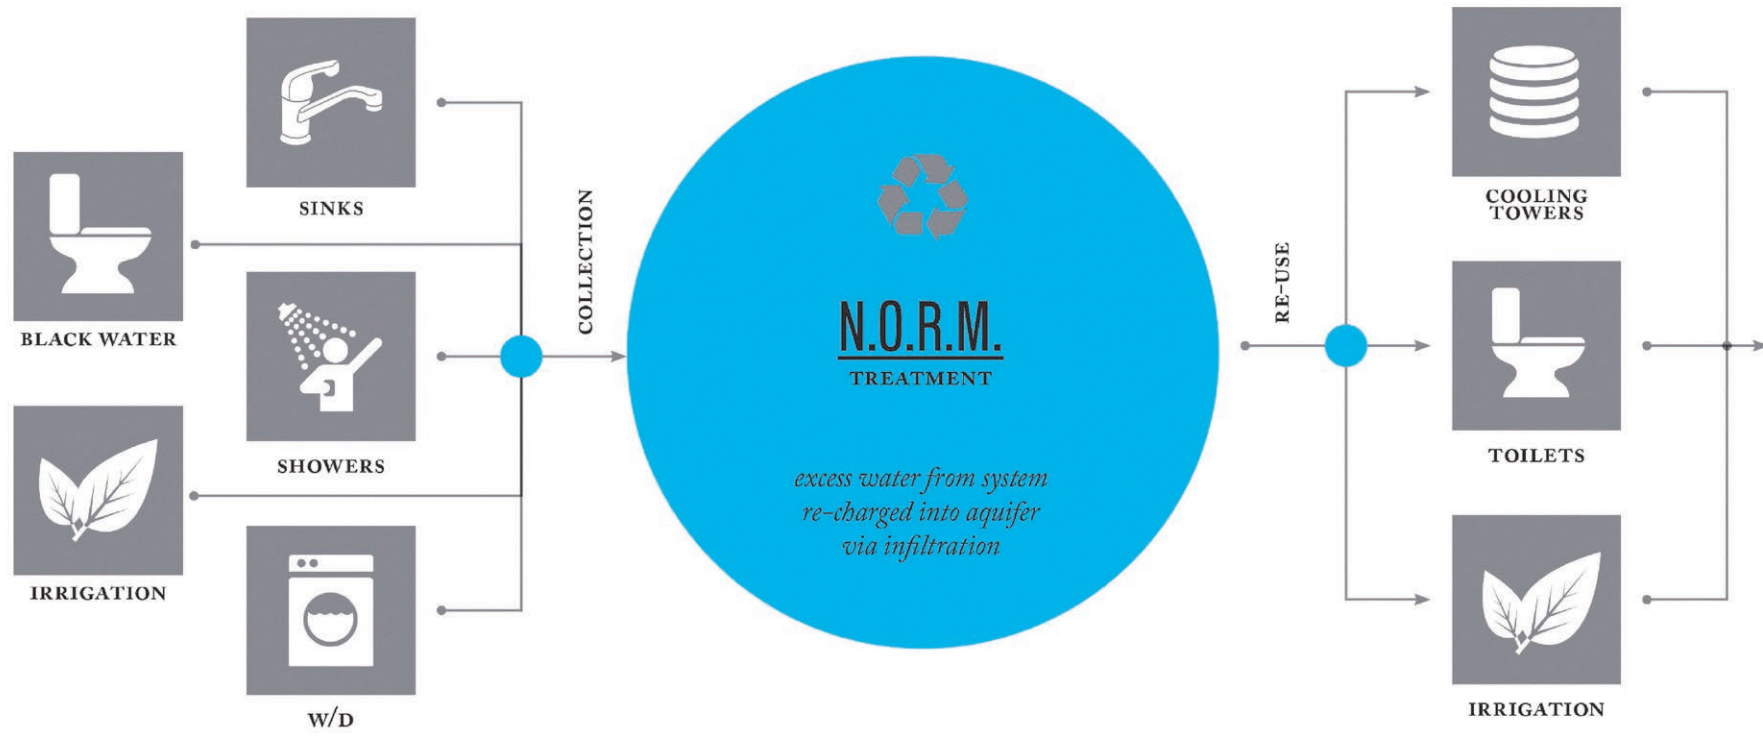 SINKS
BLACK WATER
SHOWERS
IRRIGATION
W/D
COLLECTION
N.O.R.M.
TREATMENT
excess water from system
re-charged into aquifer
via infiltration
RE-USE
COOLING
TOWERS
TOILETS
IRRIGATION